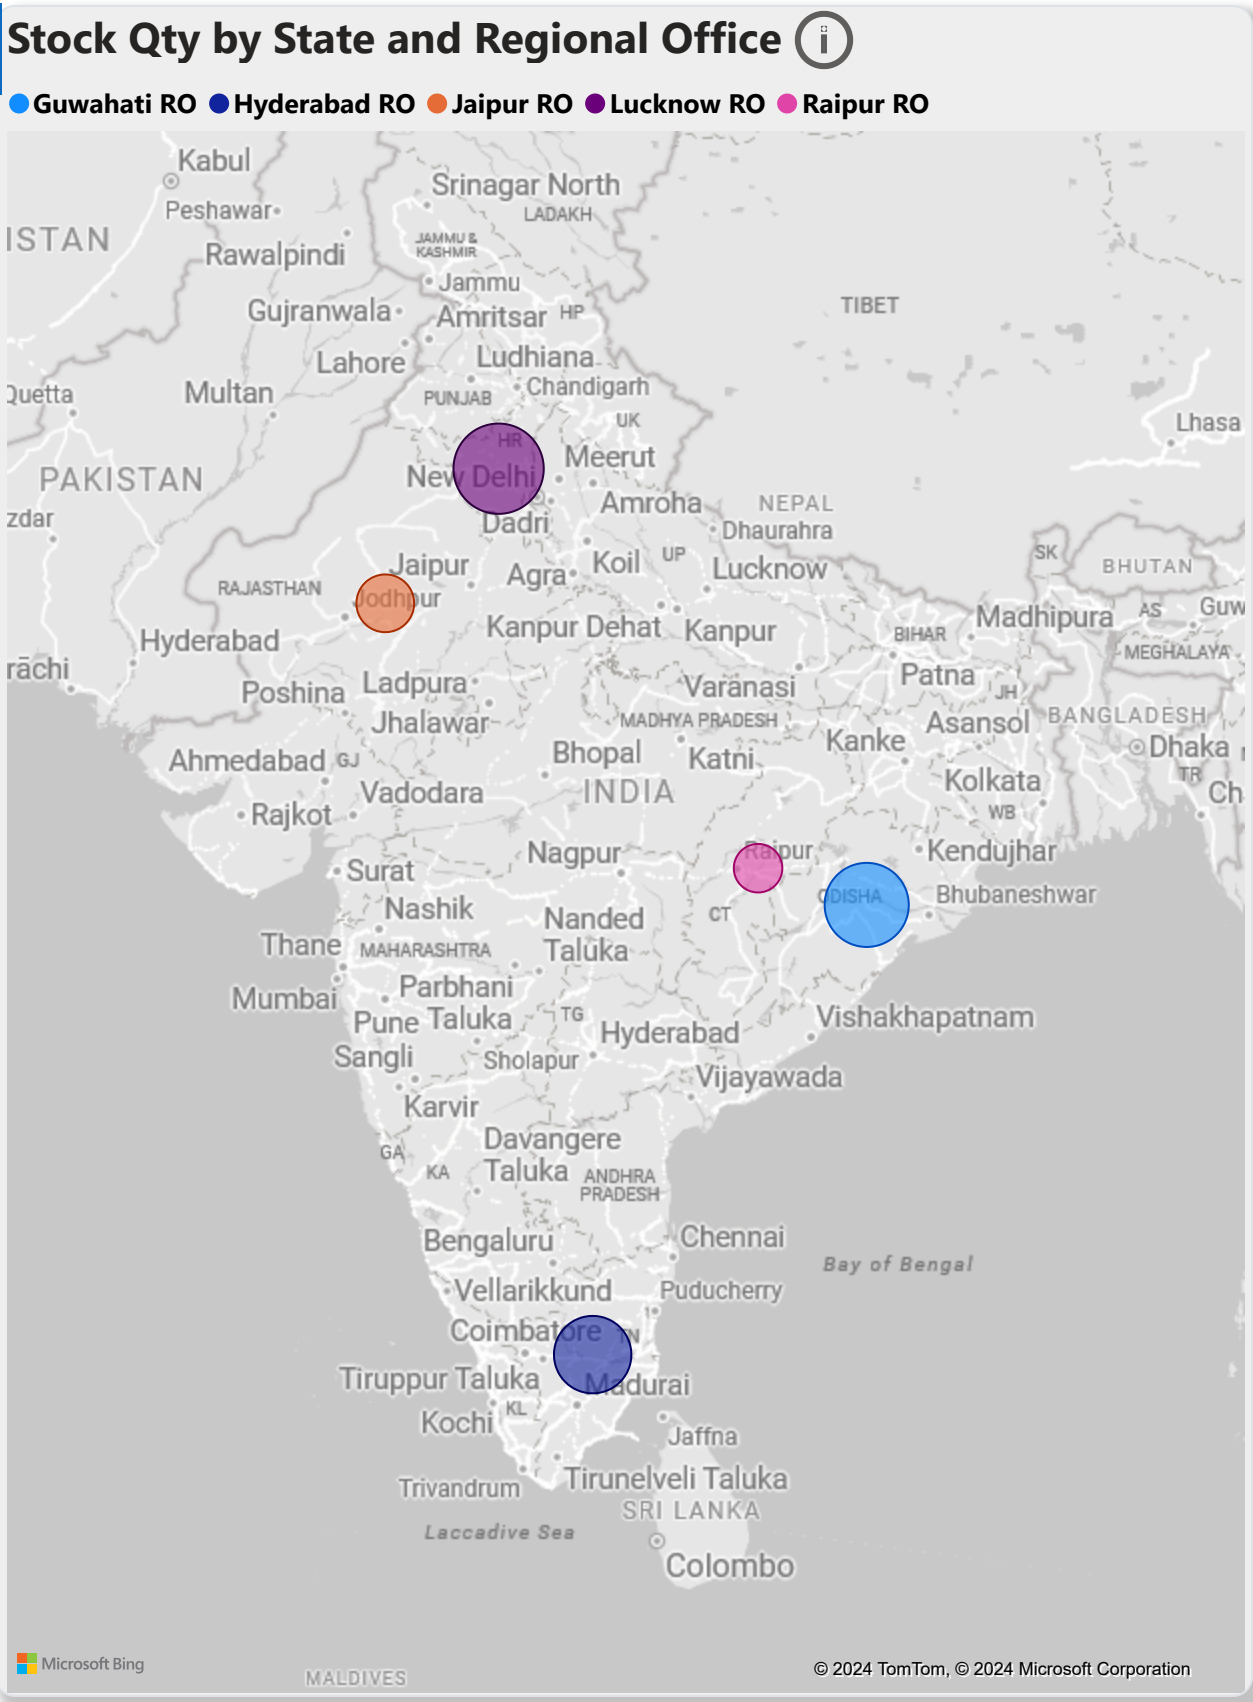 Stock Qty by State and Regional Office
Guwahati RO Hyderabad RO Jaipur RO Lucknow RO Raipur RO
Kabul
Srinagar North
Peshawar
LADAKH
ISTAN
JAMMU &
KASHMIR
Rawalpindi
Jammu
TIBET
Gujranwala
Amritsar
HP
Lahore
Ludhiana
Quetta
Multan
PUNJAB
Chandigarh
UK
Lhasa
HR
Meerut
PAKISTAN
New Delhi
Amroha
NEPAL
zdar
Dadri
Dhaurahra
SK
BHUTAN
Jaipur
Agra
Koil
UP
Lucknow
RAJASTHAN
Jodhpur
Madhipura
AS
Guw
Hyderabad
Kanpur Dehat
Kanpur
BIHAR
MEGHALAYA
rāchi
Poshina
Ladpura
Varanasi
Patna
JH
Jhalawar
MADHYA PRADESH
Asansol
BANGLADESH
Ahmedabad
GJ
Bhopal
Katni
Kanke
Dhaka
TR
Vadodara
INDIA
Kolkata
Ch
Rajkot
WB
Surat
Nagpur
Raipur
Kendujhar
Nashik
Nanded
Taluka
CT
ODISHA
Bhubaneshwar
Thane
MAHARASHTRA
Mumbai
Parbhani
Taluka
Pune
TG
Hyderabad
Vishakhapatnam
Sangli
Sholapur
Vijayawada
Karvir
GA
KA
Davangere
Taluka
ANDHRA
PRADESH
Bengaluru
Chennai
Bay of Bengal
Vellarikkund
Puducherry
Coimbatore
TN
Tiruppur Taluka
Madurai
KL
Kochi
Jaffna
Trivandrum
Tirunelveli Taluka
SRI LANKA
Laccadive Sea
Colombo
Microsoft Bing
© 2024 TomTom, © 2024 Microsoft Corporation
MALDIVES